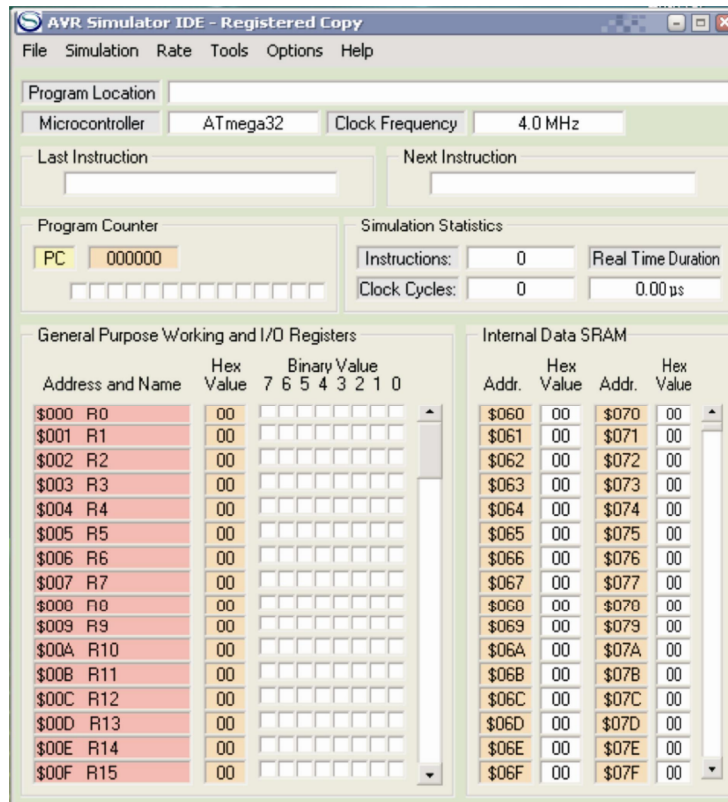 AVR Simulator IDE - Registered Copy
File Simulation Rate Tools Options Help
Program Location
Microcontroller ATmega32 Clock Frequency 4.0 MHz
Last Instruction Next Instruction
Program Counter Simulation Statistics
PC 000000 Instructions: 0 Real Time Duration
Clock Cycles: 0 0.00 µs
General Purpose Working and I/O Registers Internal Data SRAM
Hex Binary Value Hex Hex
Address and Name Value 7 6 5 4 3 2 1 0 Addr. Value Addr. Value
$000 R0 00 $060 00 $070 00
$001 R1 00 $061 00 $071 00
$002 R2 00 $062 00 $072 00
$003 R3 00 $063 00 $073 00
$004 R4 00 $064 00 $074 00
$005 R5 00 $065 00 $075 00
$006 R6 00 $066 00 $076 00
$007 R7 00 $067 00 $077 00
$008 R8 00 $068 00 $078 00
$009 R9 00 $069 00 $079 00
$00A R10 00 $06A 00 $07A 00
$00B R11 00 $06B 00 $07B 00
$00C R12 00 $06C 00 $07C 00
$00D R13 00 $06D 00 $07D 00
$00E R14 00 $06E 00 $07E 00
$00F R15 00 $06F 00 $07F 00